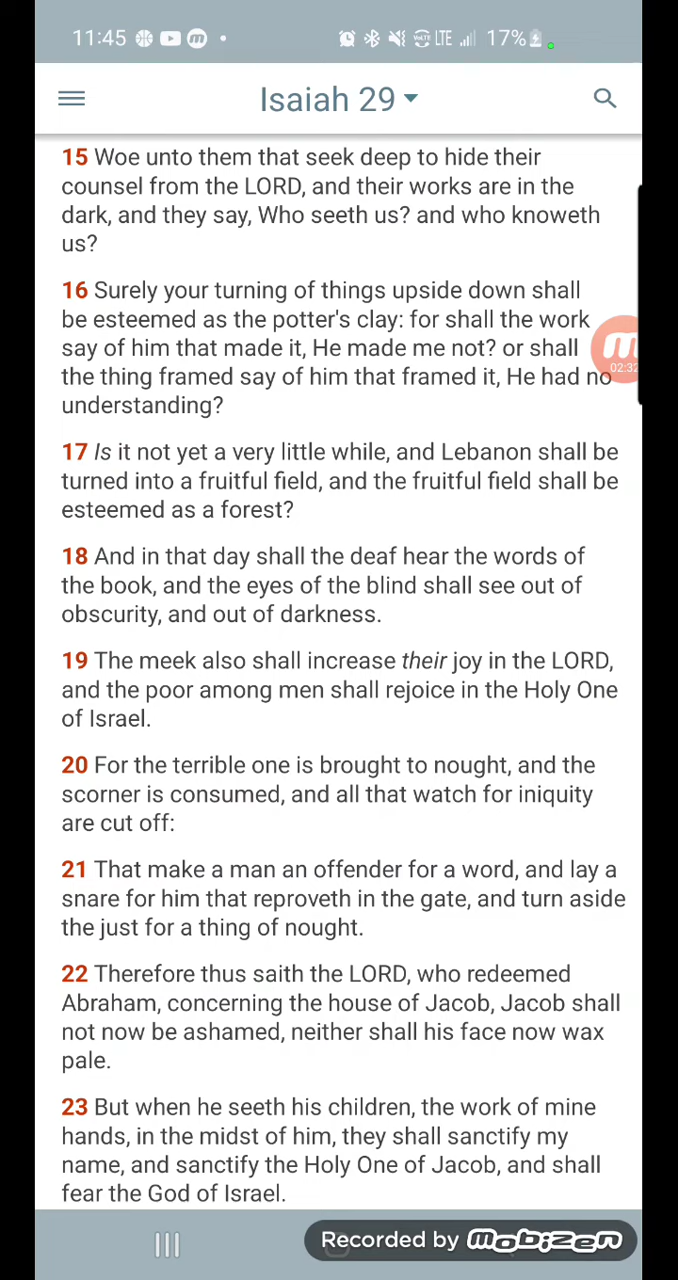 11:45 m • VoLTE LTE 17%
Isaiah 29
15 Woe unto them that seek deep to hide their
counsel from the LORD, and their works are in the
dark, and they say, Who seeth us? and who knoweth
us?
16 Surely your turning of things upside down shall
be esteemed as the potter's clay: for shall the work
say of him that made it, He made me not? or shall
the thing framed say of him that framed it, He had no
understanding?
m
02:32
17 Is it not yet a very little while, and Lebanon shall be
turned into a fruitful field, and the fruitful field shall be
esteemed as a forest?
18 And in that day shall the deaf hear the words of
the book, and the eyes of the blind shall see out of
obscurity, and out of darkness.
19 The meek also shall increase their joy in the LORD,
and the poor among men shall rejoice in the Holy One
of Israel.
20 For the terrible one is brought to nought, and the
scorner is consumed, and all that watch for iniquity
are cut off:
21 That make a man an offender for a word, and lay a
snare for him that reproveth in the gate, and turn aside
the just for a thing of nought.
22 Therefore thus saith the LORD, who redeemed
Abraham, concerning the house of Jacob, Jacob shall
not now be ashamed, neither shall his face now wax
pale.
23 But when he seeth his children, the work of mine
hands, in the midst of him, they shall sanctify my
name, and sanctify the Holy One of Jacob, and shall
fear the God of Israel.
Recorded by mobizen